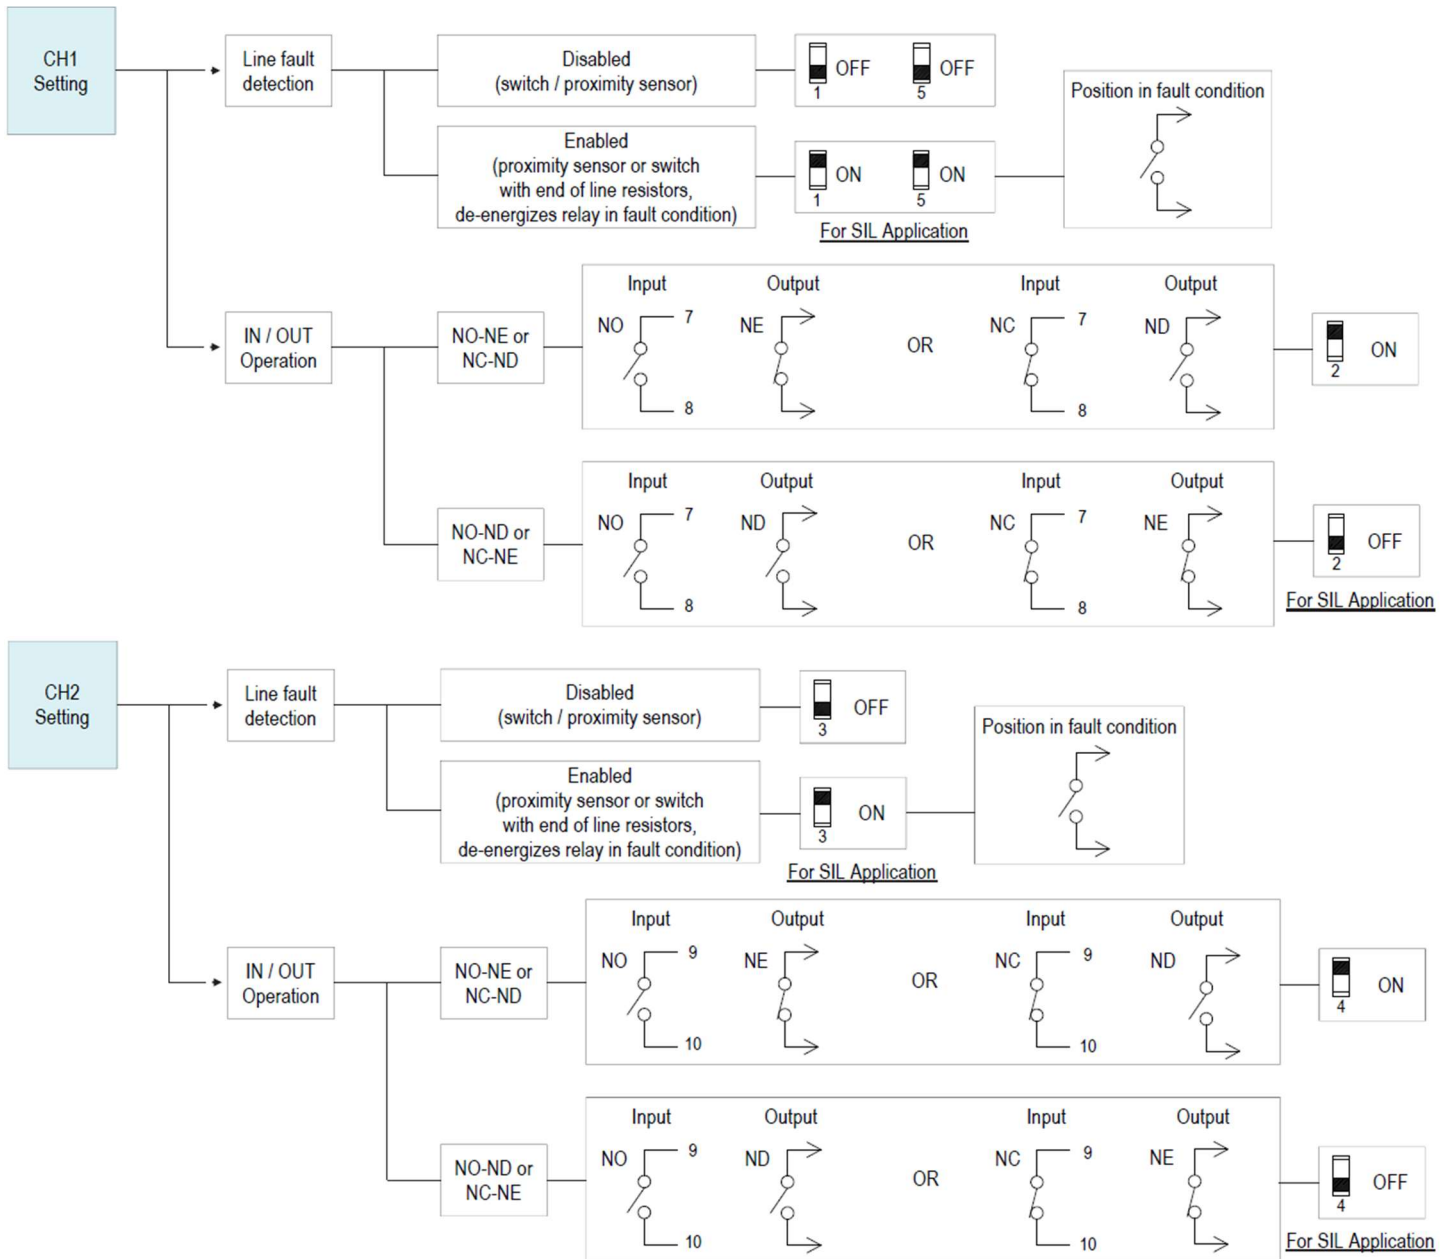 CH1
Setting
Line fault
detection
Disabled
(switch / proximity sensor)
OFF
OFF
1
5
Enabled
(proximity sensor or switch
with end of line resistors,
de-energizes relay in fault condition)
ON
ON
1
5
For SIL Application
Position in fault condition
IN / OUT
Operation
NO-NE or
NC-ND
Input
Output
Input
Output
NO
7
NE
OR
NC
7
ND
8
8
2
ON
NO-ND or
NC-NE
Input
Output
Input
Output
NO
7
ND
OR
NC
7
NE
8
8
2
OFF
For SIL Application
CH2
Setting
Line fault
detection
Disabled
(switch / proximity sensor)
OFF
3
Enabled
(proximity sensor or switch
with end of line resistors,
de-energizes relay in fault condition)
ON
3
For SIL Application
Position in fault condition
IN / OUT
Operation
NO-NE or
NC-ND
Input
Output
Input
Output
NO
9
NE
OR
NC
9
ND
10
10
4
ON
NO-ND or
NC-NE
Input
Output
Input
Output
NO
9
ND
OR
NC
9
NE
10
10
4
OFF
For SIL Application